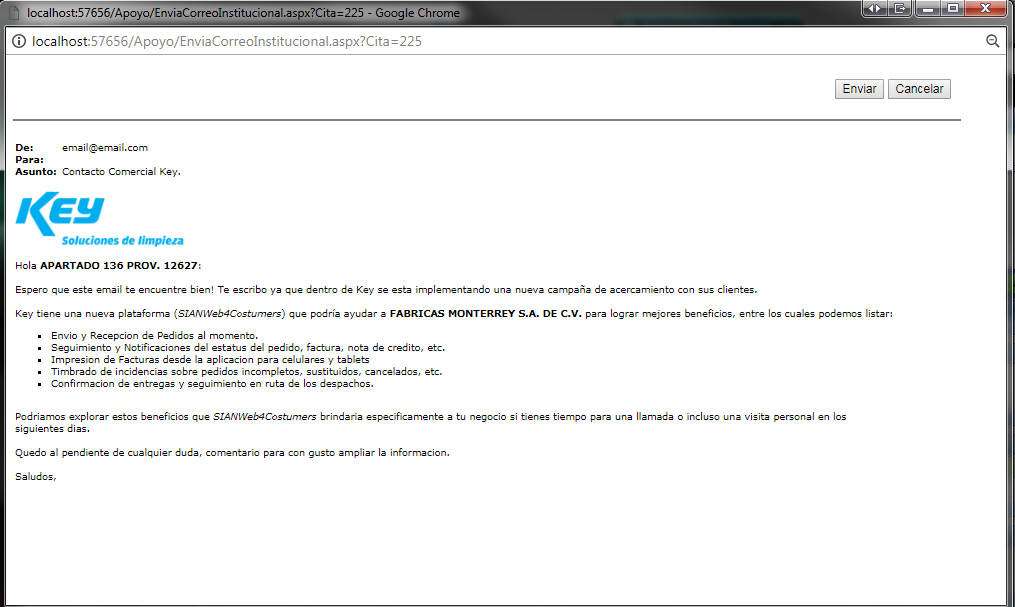 localhost:57656/Apoyo/EnviaCorreoInstitucional.aspx?Cita=225 - Google Chrome
localhost:57656/Apoyo/EnviaCorreoInstitucional.aspx?Cita=225
Enviar Cancelar
De: email@email.com
Para:
Asunto: Contacto Comercial Key.
Key
Soluciones de limpieza
Hola APARTADO 136 PROV. 12627:
Espero que este email te encuentre bien! Te escribo ya que dentro de Key se esta implementando una nueva campaña de acercamiento con sus clientes.
Key tiene una nueva plataforma (SIANWeb4Costumers) que podría ayudar a FABRICAS MONTERREY S.A. DE C.V. para lograr mejores beneficios, entre los cuales podemos listar:
▪ Envio y Recepcion de Pedidos al momento.
▪ Seguimiento y Notificaciones del estatus del pedido, factura, nota de credito, etc.
▪ Impresion de Facturas desde la aplicacion para celulares y tablets
▪ Timbrado de incidencias sobre pedidos incompletos, sustituidos, cancelados, etc.
▪ Confirmacion de entregas y seguimiento en ruta de los despachos.
Podriamos explorar estos beneficios que SIANWeb4Costumers brindaria especificamente a tu negocio si tienes tiempo para una llamada o incluso una visita personal en los
siguientes dias.
Quedo al pendiente de cualquier duda, comentario para con gusto ampliar la informacion.
Saludos,